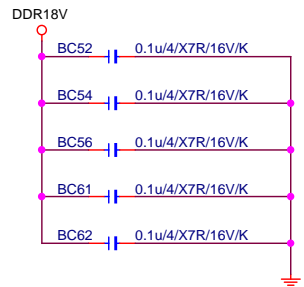 DDR18V
BC52 0.1u/4/X7R/16V/K
BC54 0.1u/4/X7R/16V/K
BC56 0.1u/4/X7R/16V/K
BC61 0.1u/4/X7R/16V/K
BC62 0.1u/4/X7R/16V/K